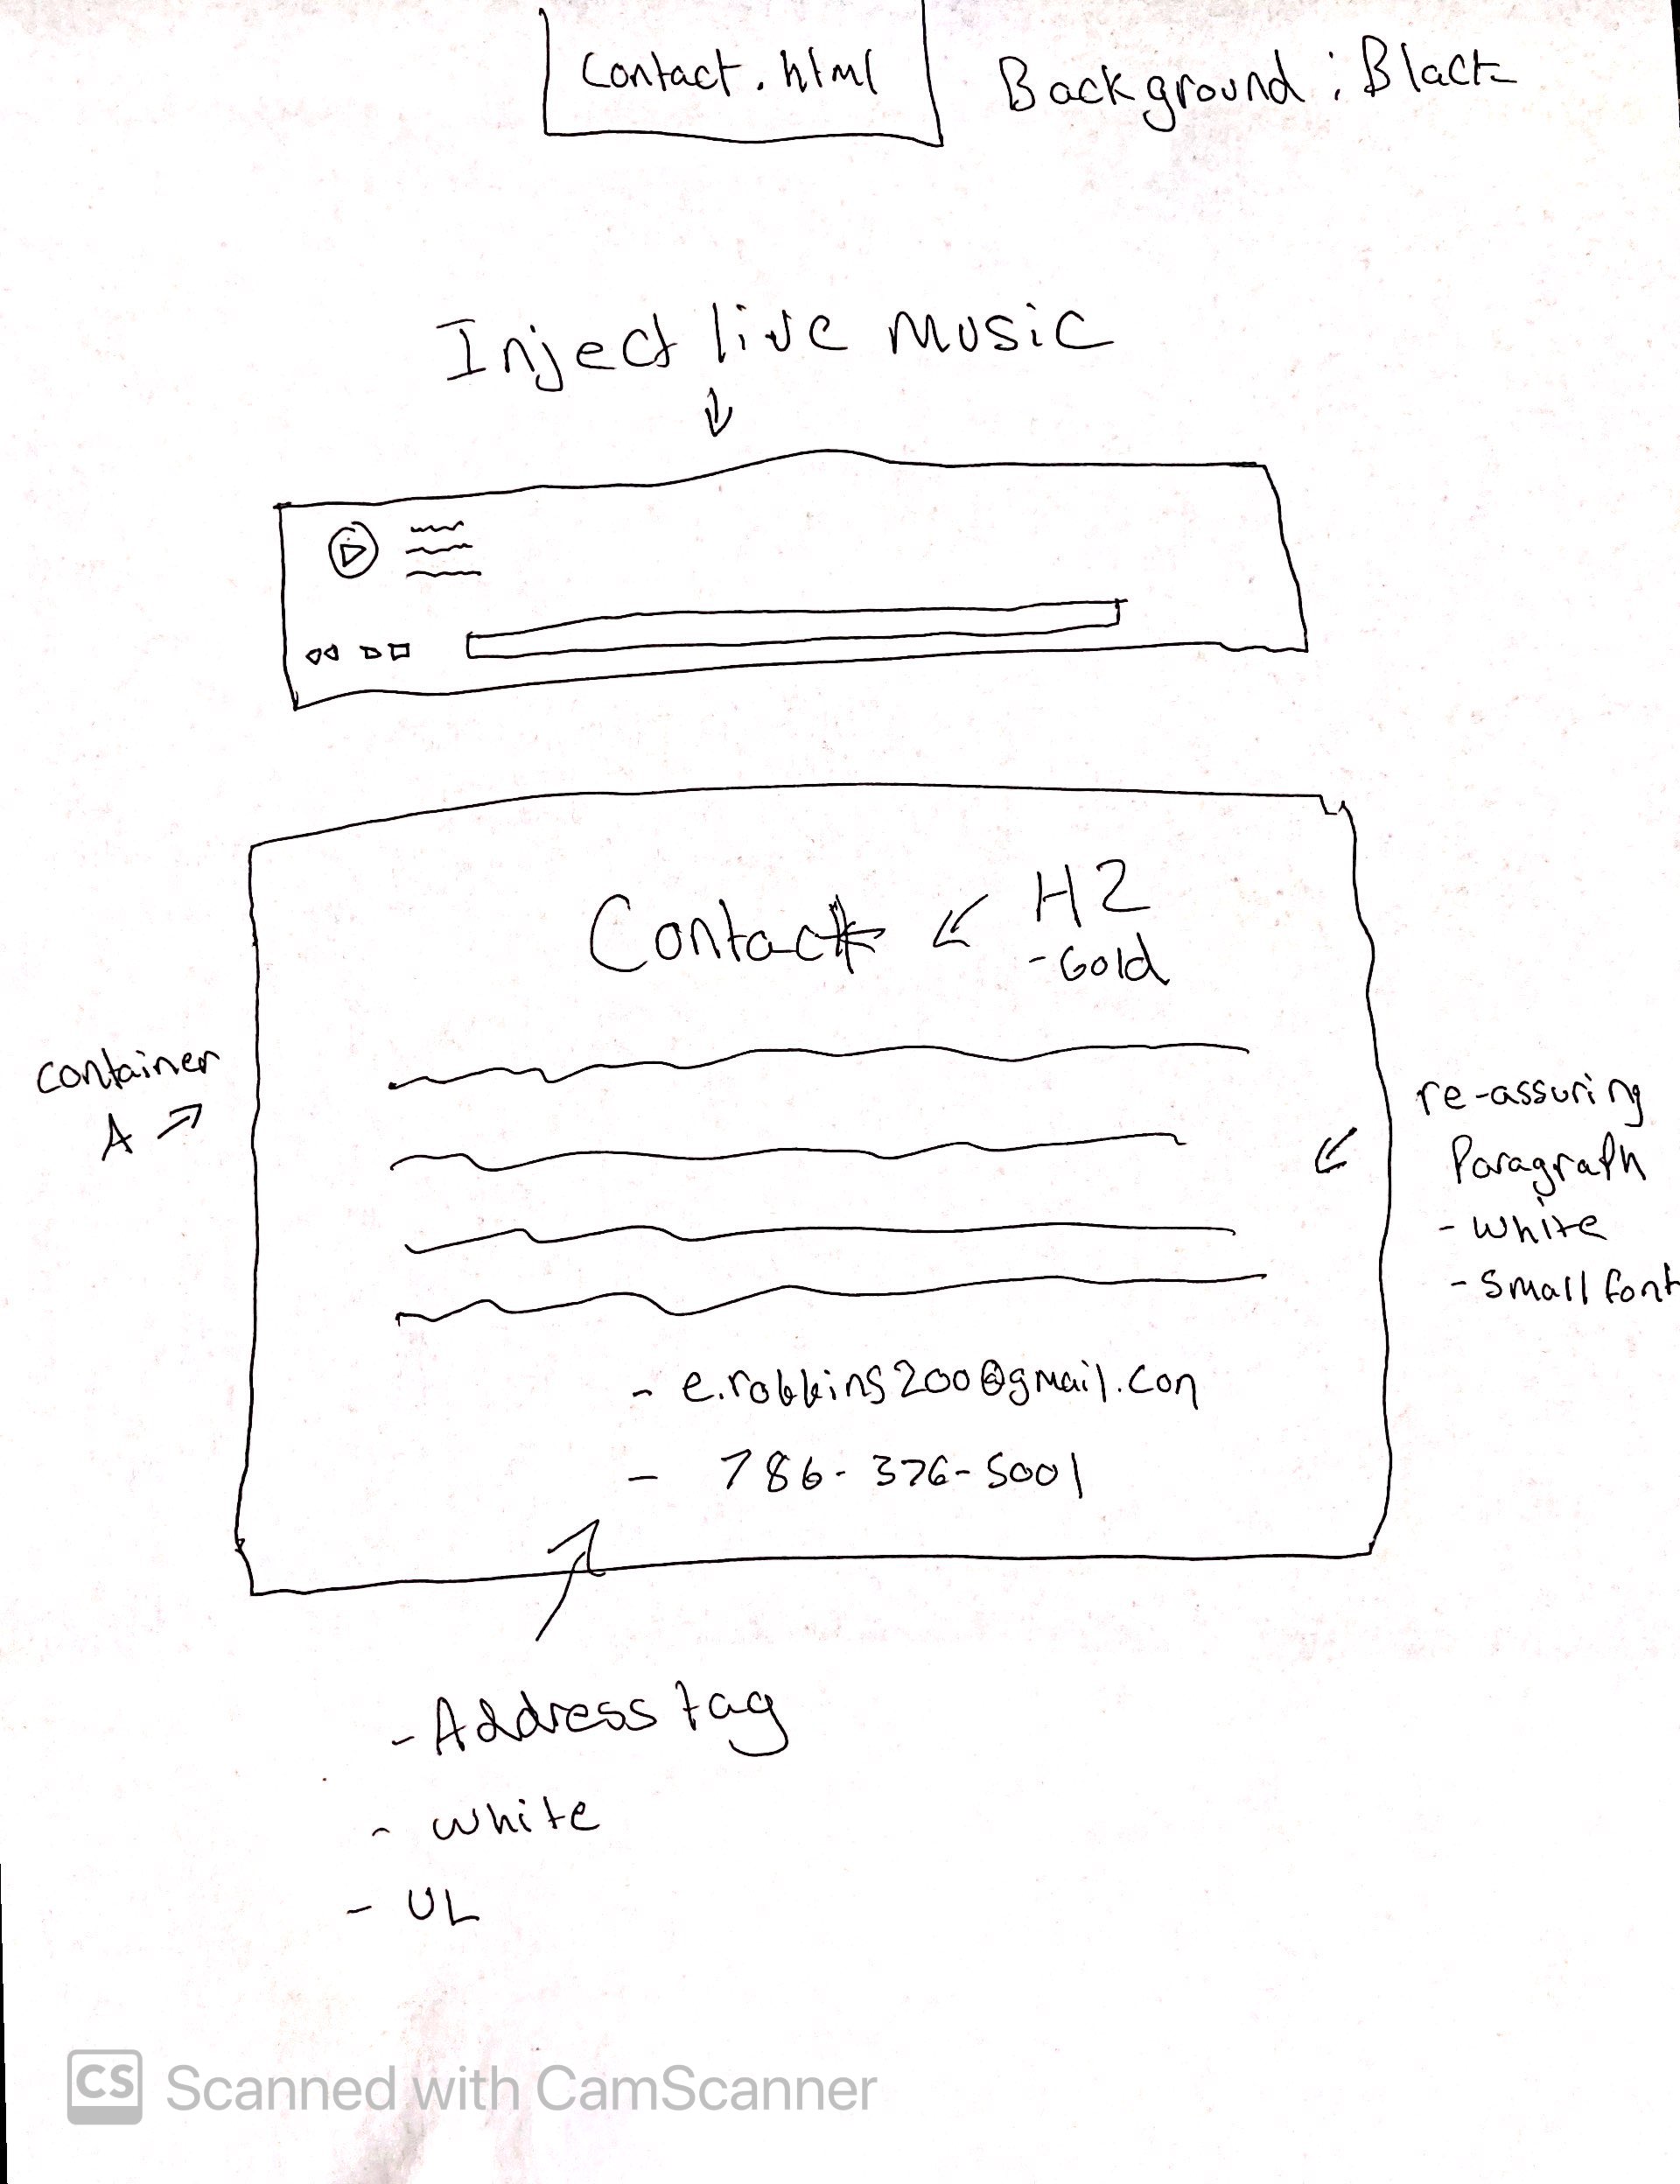 Contact.html
Background: Black
Inject live music
Contact
H2
- Gold
container
A
re-assuring
Paragraph
- white
- Small font
- e.robbins200@gmail.con
- 786-376-5001
- Address tag
- white
- UL
CS Scanned with CamScanner